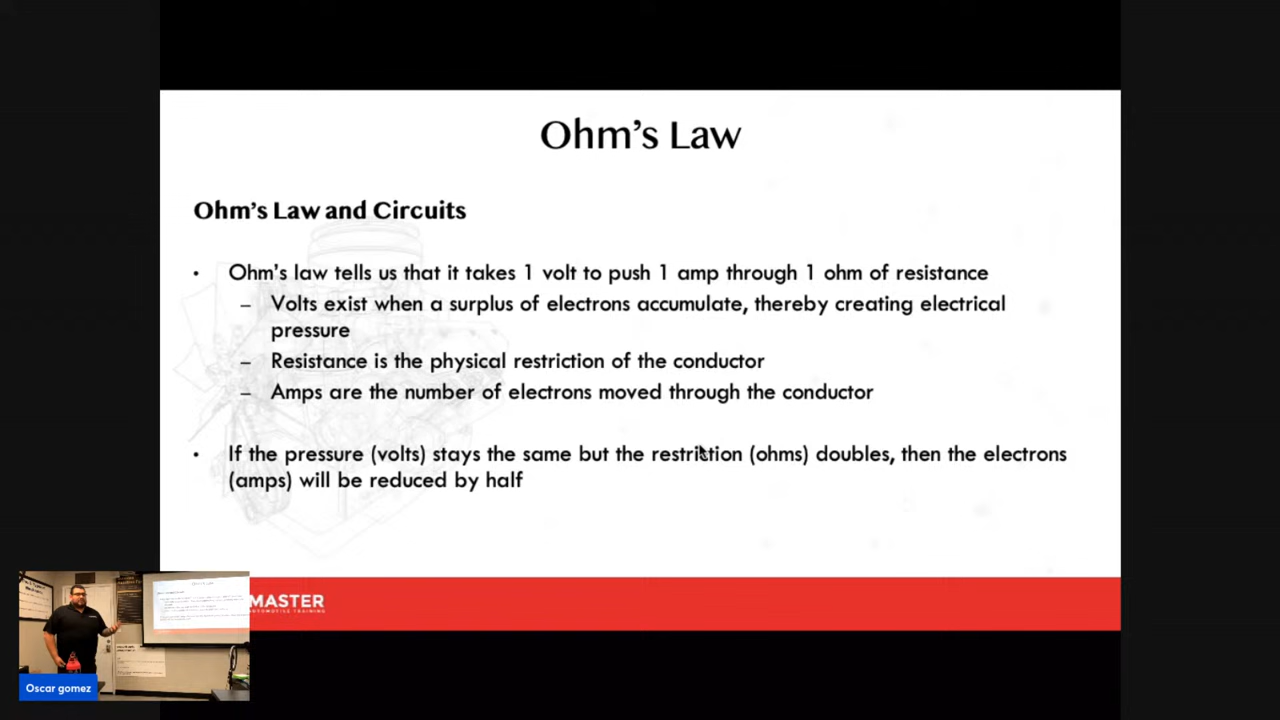 Ohm's Law
Ohm's Law and Circuits
• Ohm's law tells us that it takes 1 volt to push 1 amp through 1 ohm of resistance
– Volts exist when a surplus of electrons accumulate, thereby creating electrical
pressure
– Resistance is the physical restriction of the conductor
– Amps are the number of electrons moved through the conductor
• If the pressure (volts) stays the same but the restriction (ohms) doubles, then the electrons
(amps) will be reduced by half
MASTER
AUTOMOTIVE TRAINING
Oscar gomez